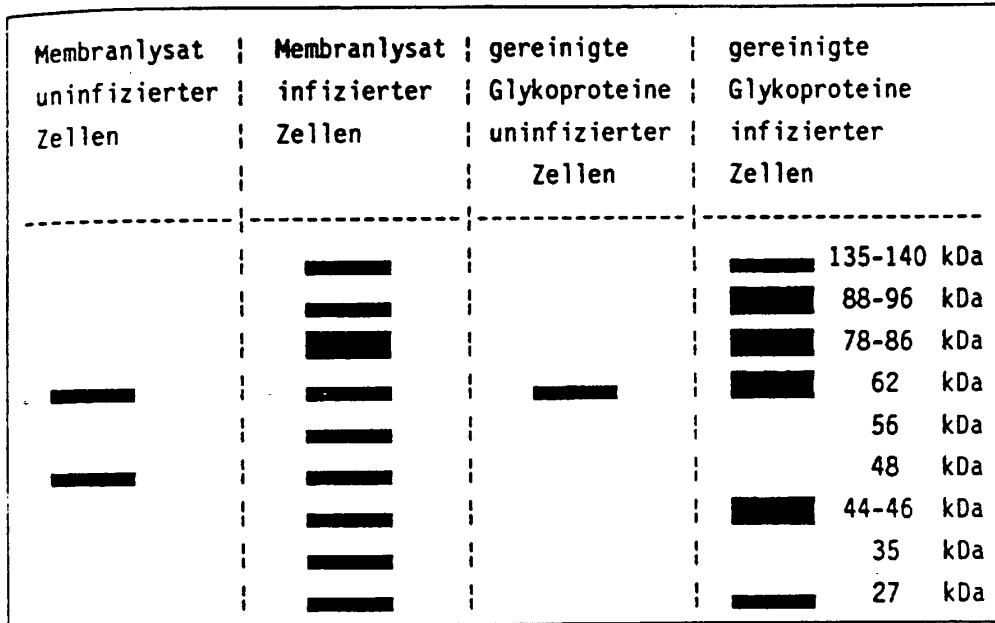 Membranlysat
uninfizierter
Zellen
Membranlysat
infizierter
Zellen
gereinigte
Glykoproteine
uninfizierter
Zellen
gereinigte
Glykoproteine
infizierter
Zellen
135-140 kDa
88-96 kDa
78-86 kDa
62 kDa
56 kDa
48 kDa
44-46 kDa
35 kDa
27 kDa